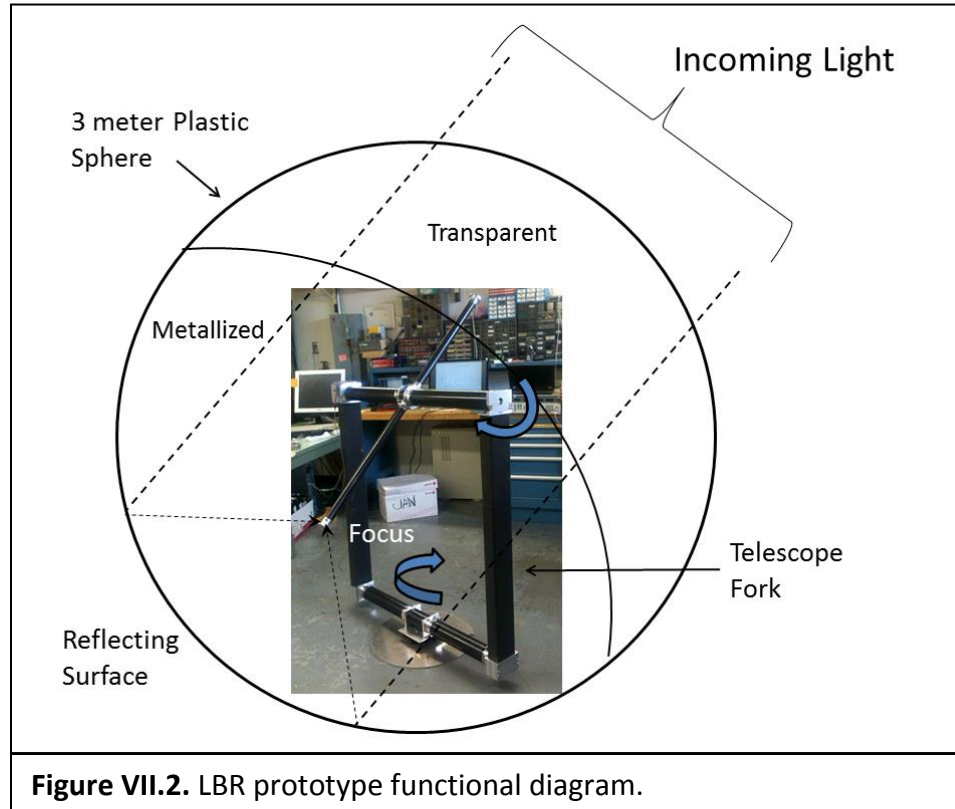 Incoming Light
3 meter Plastic
Sphere
Transparent
Metallized
JAN
Focus
Telescope
Fork
Reflecting
Surface
Figure VII.2. LBR prototype functional diagram.